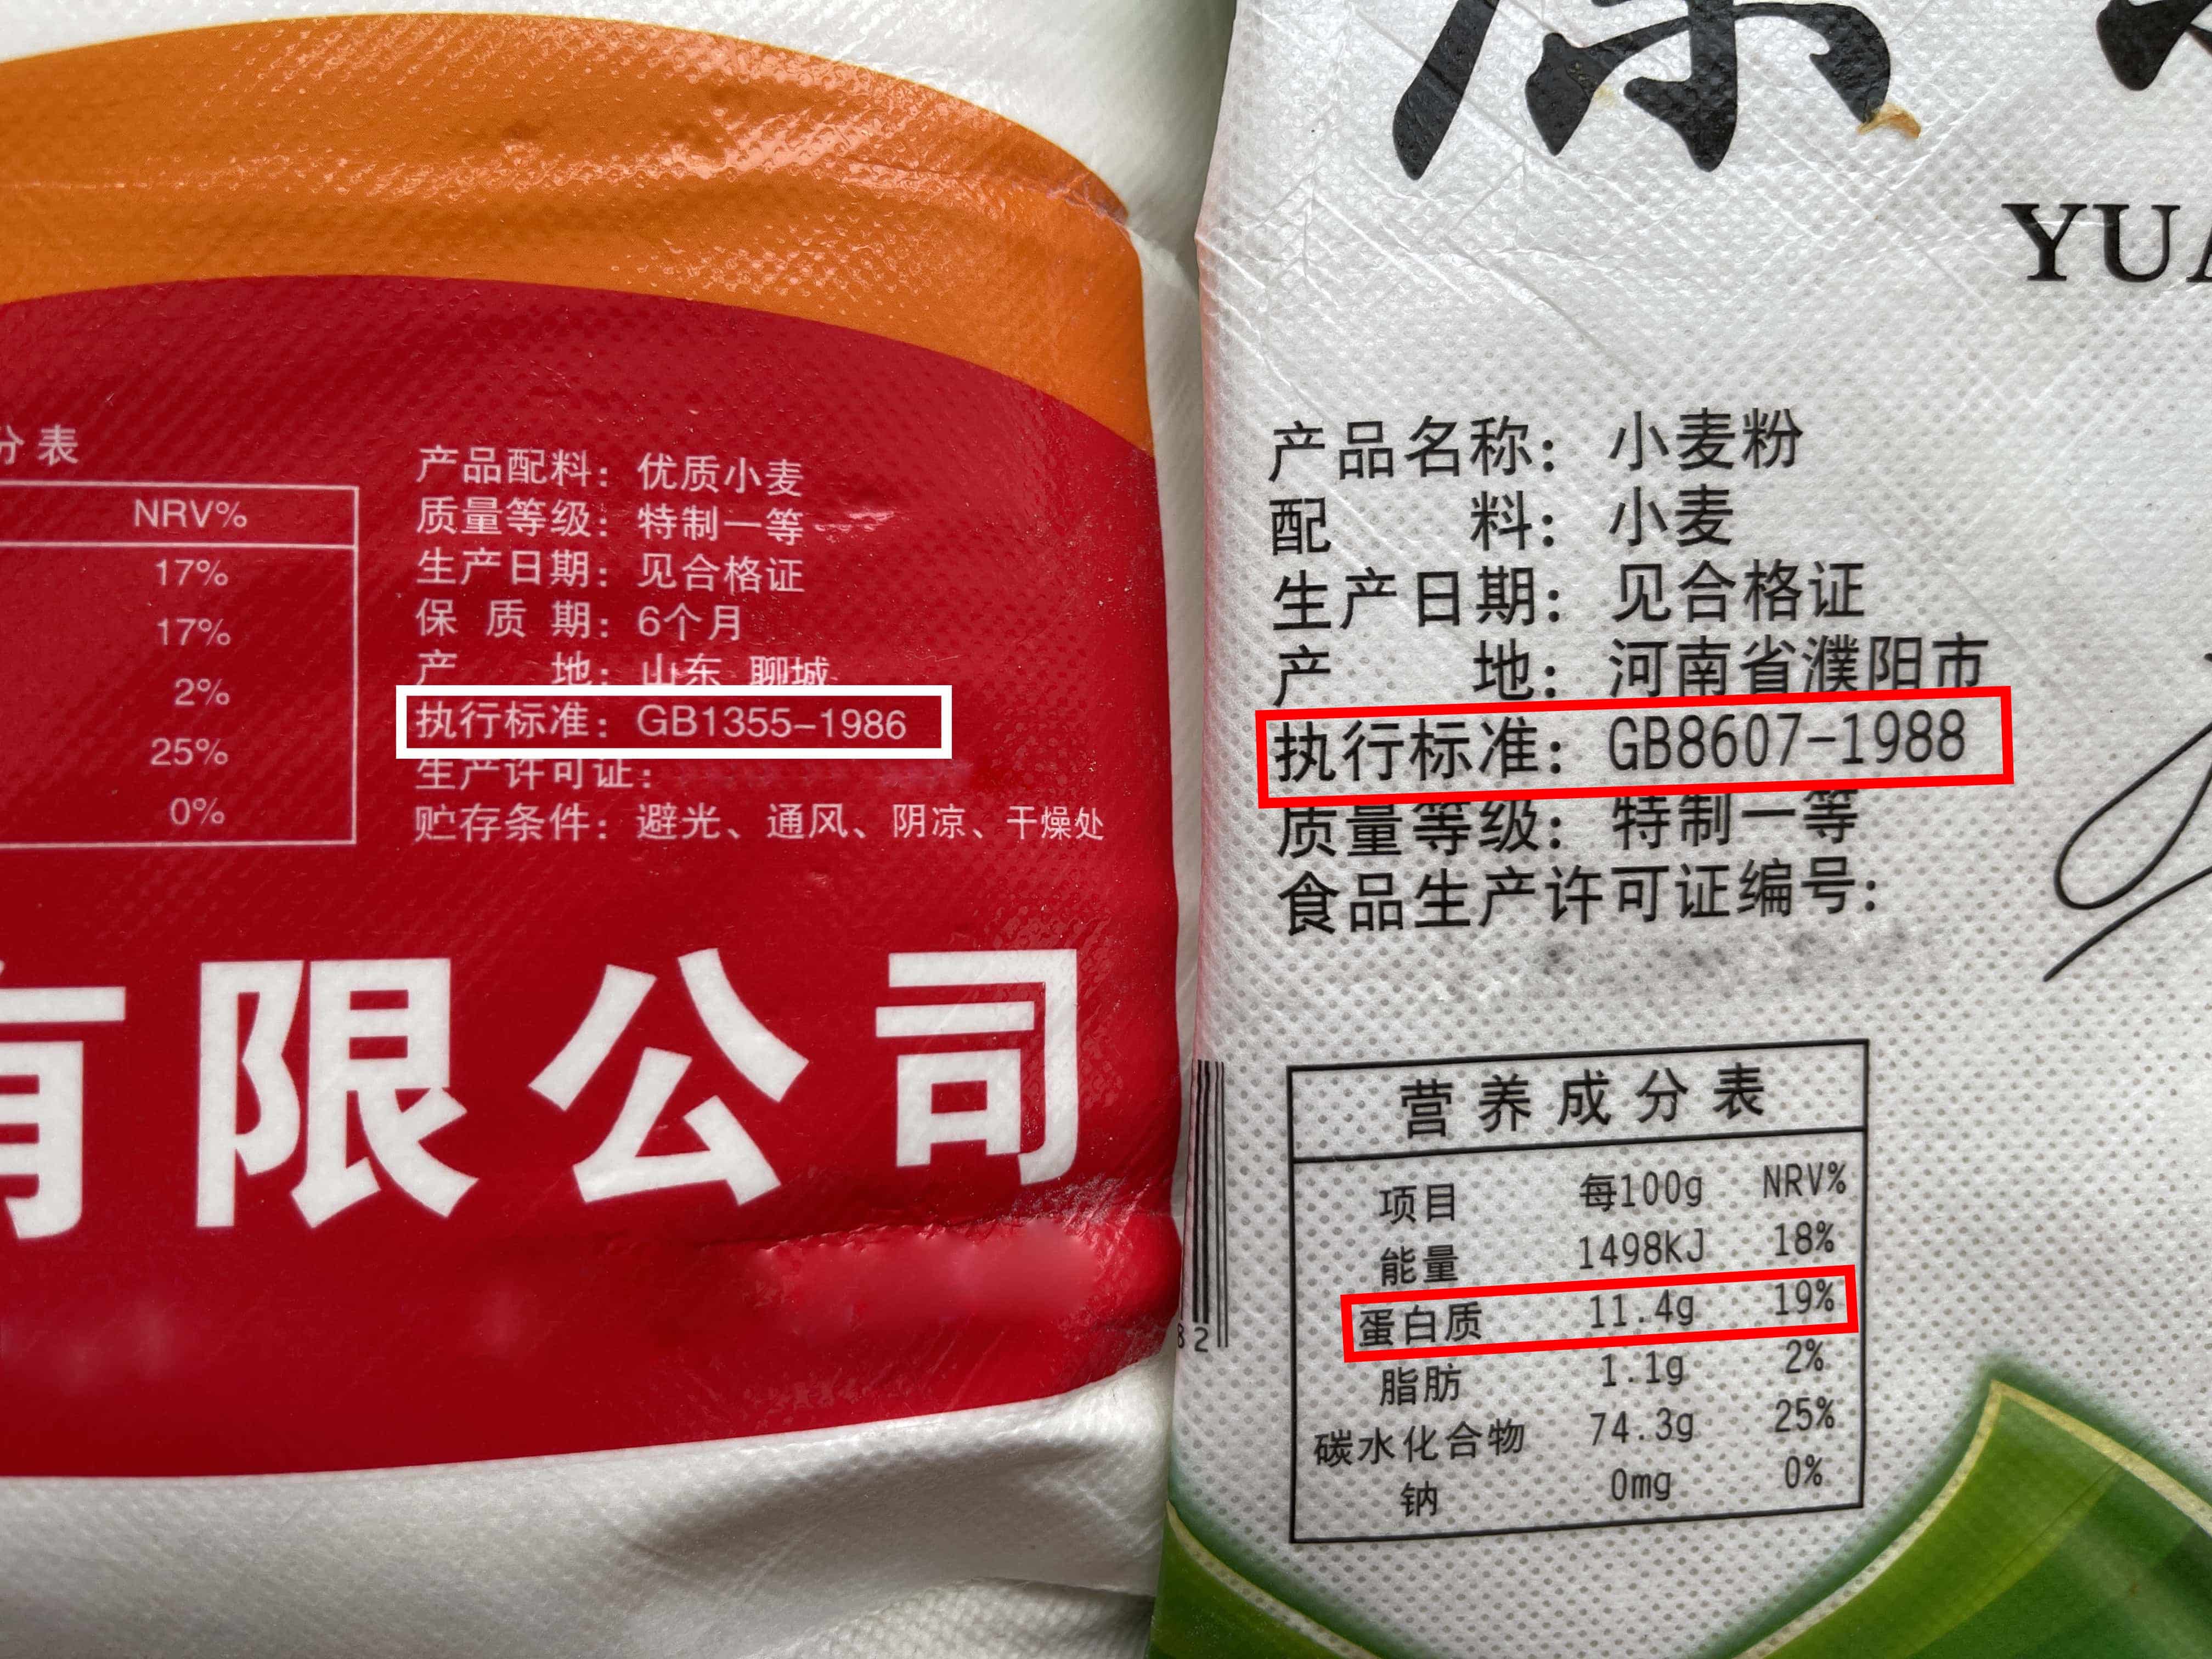 分表
NRV%
17%
17%
2%
25%
0%
产品配料：优质小麦
质量等级：特制一等
生产日期：见合格证
保质期：6个月
产地：山东 聊城
执行标准：GB1355-1986
生产许可证：
贮存条件：避光、通风、阴凉、干燥处
有限公司
YUA
产品名称：小麦粉
配料：小麦
生产日期：见合格证
产地：河南省濮阳市
执行标准：GB8607-1988
质量等级：特制一等
食品生产许可证编号：
82
营养成分表
项目 每100g NRV%
能量 1498KJ 18%
蛋白质 11.4g 19%
脂肪 1.1g 2%
碳水化合物 74.3g 25%
钠 0mg 0%